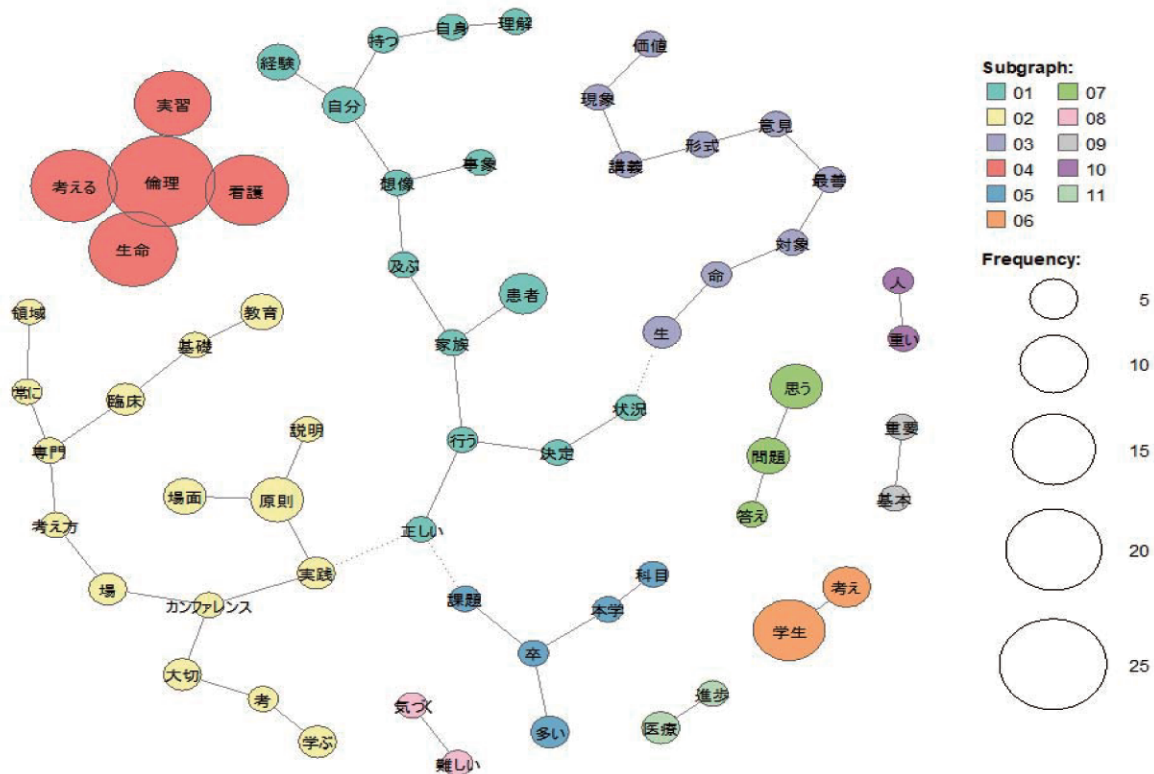 理解
自身
持つ
経験
自分
事象
想像
及ぶ
患者
家族
行う
決定
状況
正しい
実習
考える
倫理
看護
生命
価値
現象
講義
形式
意見
最善
対象
命
生
領域
常に
専門
臨床
基礎
教育
考え方
場
カンファレンス
実践
原則
場面
説明
大切
考
学ぶ
課題
卒
本学
科目
多い
気づく
難しい
医療
進歩
学生
考え
思う
問題
答え
人
重い
重要
基本
Subgraph:
01
02
03
04
05
06
07
08
09
10
11
Frequency:
5
10
15
20
25